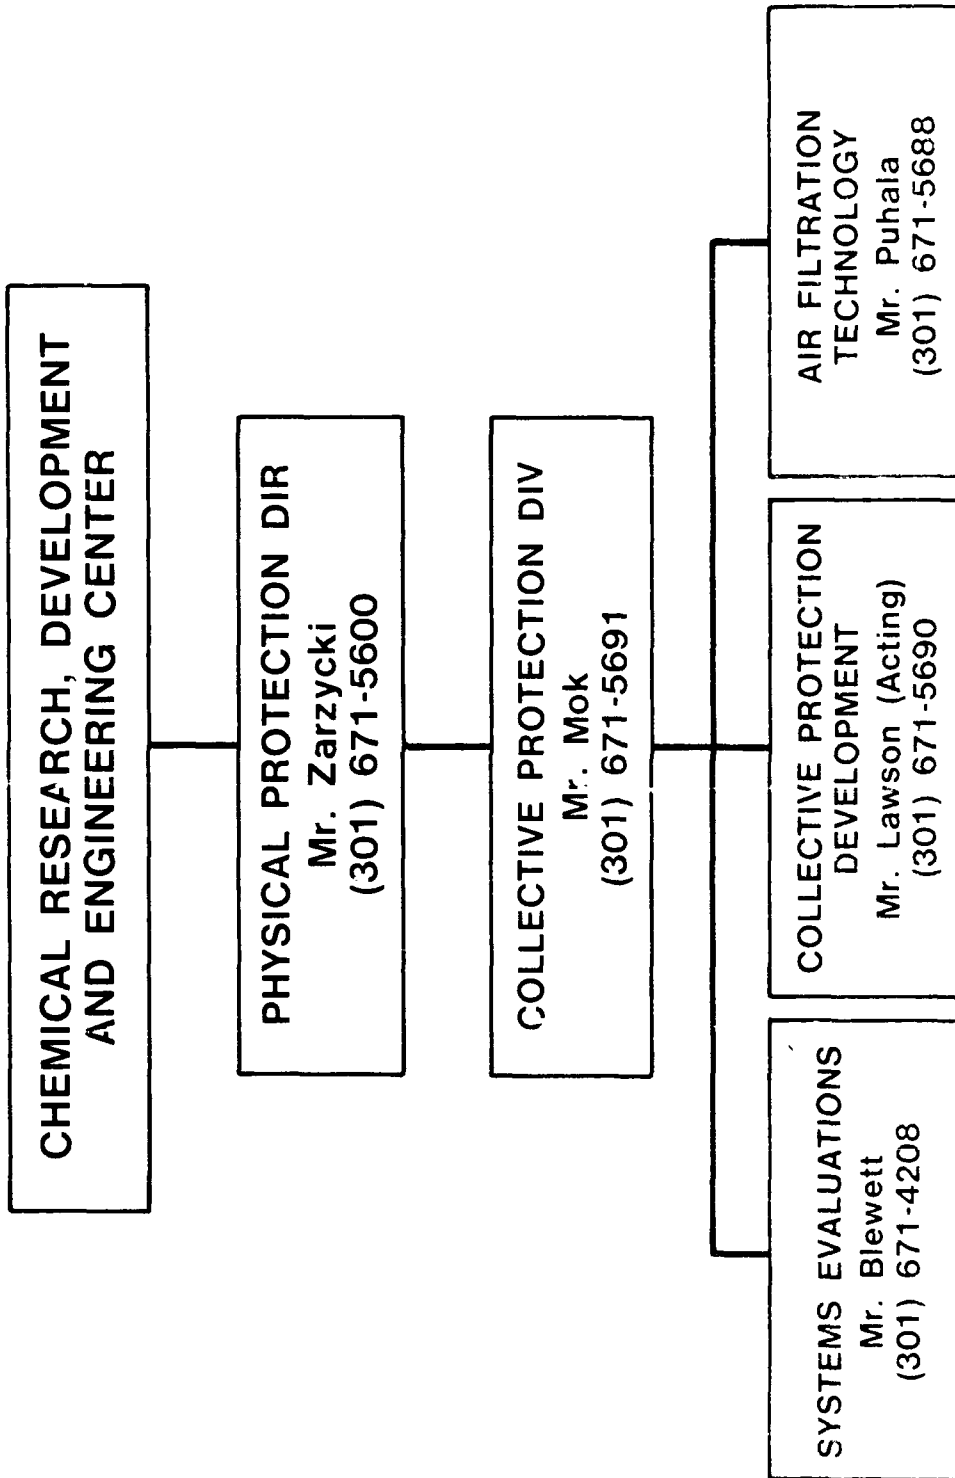 CHEMICAL RESEARCH, DEVELOPMENT
AND ENGINEERING CENTER
PHYSICAL PROTECTION DIR
Mr. Zarzycki
(301) 671-5600
COLLECTIVE PROTECTION DIV
Mr. Mok
(301) 671-5691
SYSTEMS EVALUATIONS
Mr. Blewett
(301) 671-4208
COLLECTIVE PROTECTION
DEVELOPMENT
Mr. Lawson (Acting)
(301) 671-5690
AIR FILTRATION
TECHNOLOGY
Mr. Puhala
(301) 671-5688